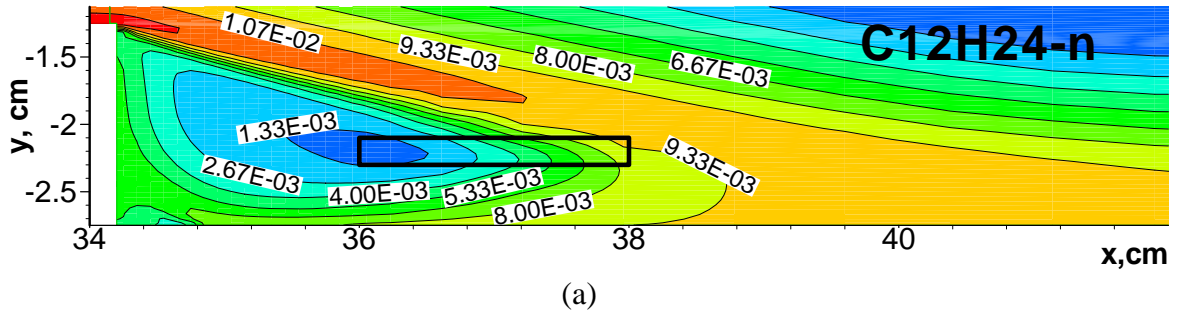 1.07E-02
9.33E-03
8.00E-03
6.67E-03
C12H24-n
-1.5
y, cm
-2
1.33E-03
9.33E-03
2.67E-03
4.00E-03
5.33E-03
8.00E-03
-2.5
34
36
38
40
x,cm
(a)